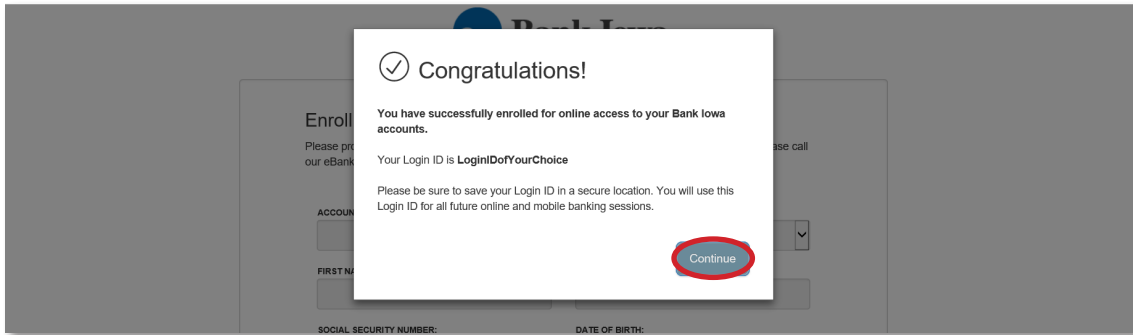 Bank Iowa
Congratulations!
Enroll
You have successfully enrolled for online access to your Bank Iowa
accounts.
Please pro
ase call
our eBank
Your Login ID is LoginIDofYourChoice
Please be sure to save your Login ID in a secure location. You will use this
Login ID for all future online and mobile banking sessions.
ACCOUN
Continue
FIRST NA
SOCIAL SECURITY NUMBER:
DATE OF BIRTH: